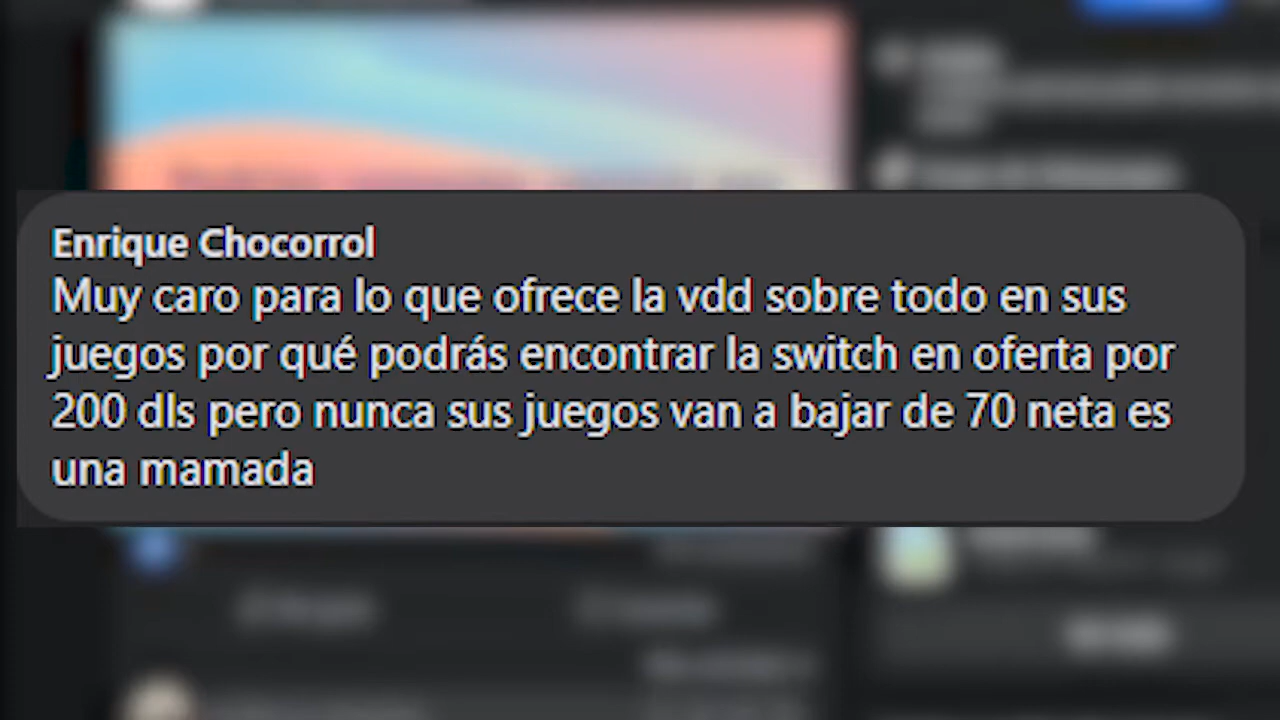 Enrique Chocorrol
Muy caro para lo que ofrece la vdd sobre todo en sus
juegos por qué podrás encontrar la switch en oferta por
200 dls pero nunca sus juegos van a bajar de 70 neta es
una mamada